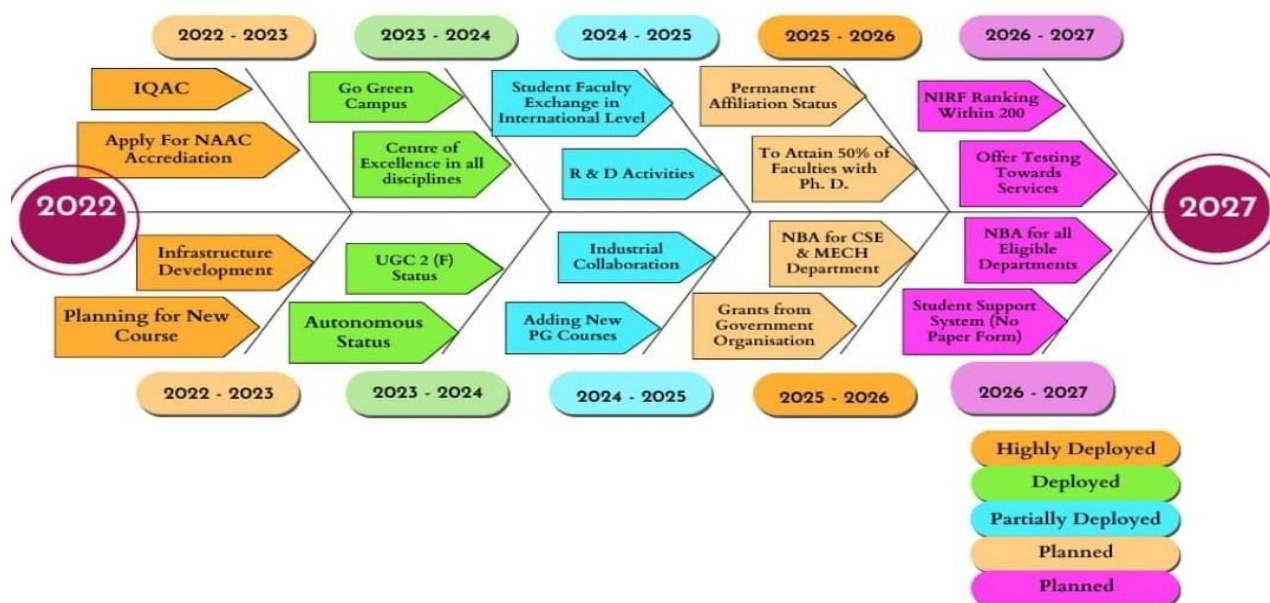 2022 - 2023
2023 - 2024
2024 - 2025
2025 - 2026
2026 - 2027
IQAC
Apply For NAAC
Accrediation
Go Green
Campus
Centre of
Excellence in all
disciplines
Student Faculty
Exchange in
International Level
R & D Activities
Permanent
Affiliation Status
To Attain 50% of
Faculties with
Ph. D.
NIRF Ranking
Within 200
Offer Testing
Towards
Services
2022
2027
Infrastructure
Development
Planning for New
Course
UGC 2 (F)
Status
Autonomous
Status
Industrial
Collaboration
Adding New
PG Courses
NBA for CSE
& MECH
Department
Grants from
Government
Organisation
NBA for all
Eligible
Departments
Student Support
System (No
Paper Form)
2022 - 2023
2023 - 2024
2024 - 2025
2025 - 2026
2026 - 2027
Highly Deployed
Deployed
Partially Deployed
Planned
Planned